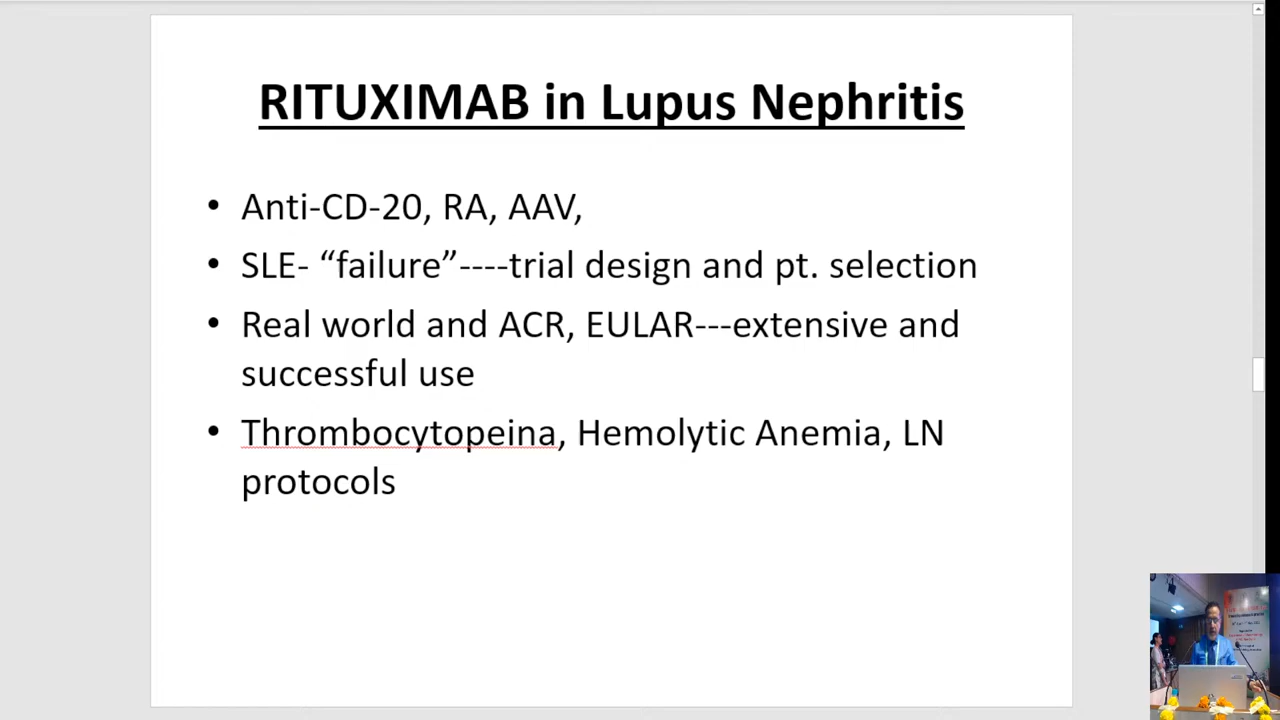 RITUXIMAB in Lupus Nephritis
• Anti-CD-20, RA, AAV,
• SLE- “failure”----trial design and pt. selection
• Real world and ACR, EULAR---extensive and
successful use
• Thrombocytopeina, Hemolytic Anemia, LN
protocols